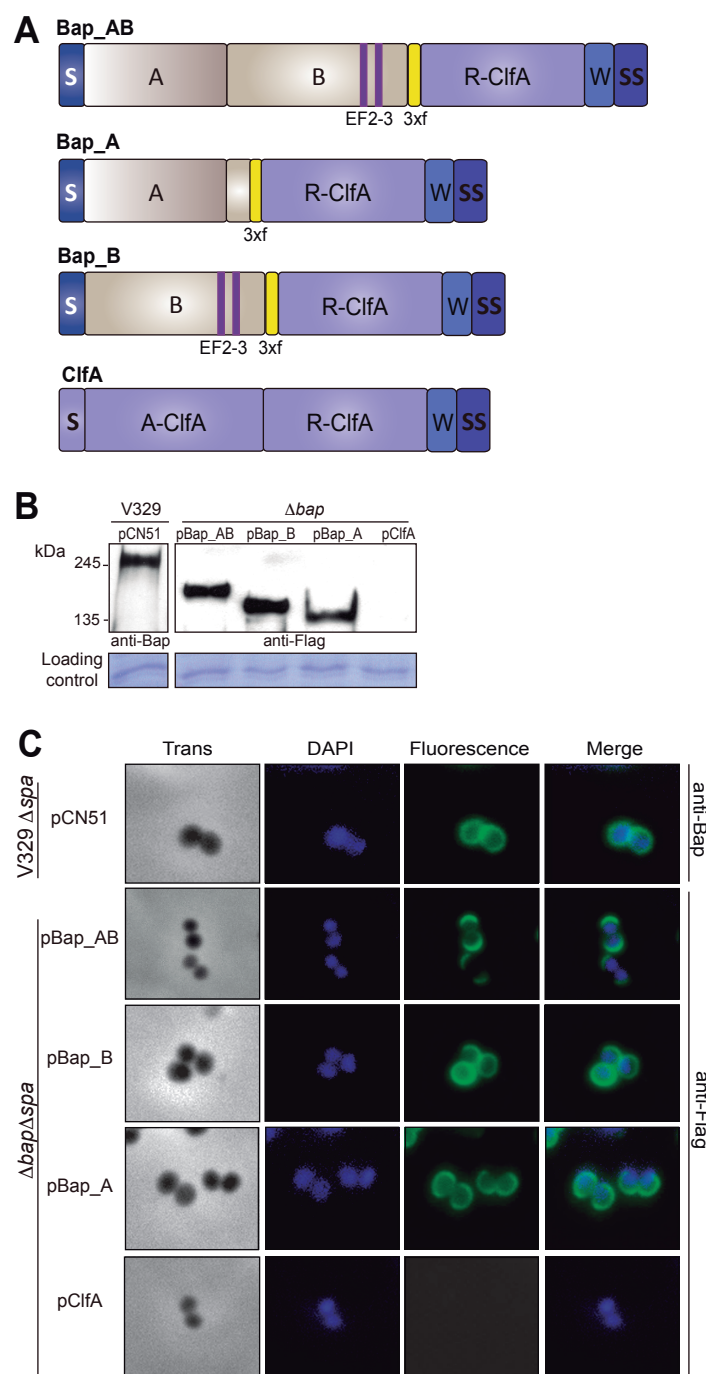 A
Bap_AB
S A B R-ClfA W SS
EF2-3 3xf
Bap_A
S A R-ClfA W SS
3xf
Bap_B
S B R-ClfA W SS
EF2-3 3xf
ClfA
S A-ClfA R-ClfA W SS
B
V329 Δbap
pCN51 pBap_AB pBap_B pBap_A pClfA
kDa
245
135
anti-Bap anti-Flag
Loading
control
C
Trans DAPI Fluorescence Merge
V329 Δspa
pCN51
anti-Bap
ΔbapΔspa
pBap_AB
pBap_B
pBap_A
pClfA
anti-Flag